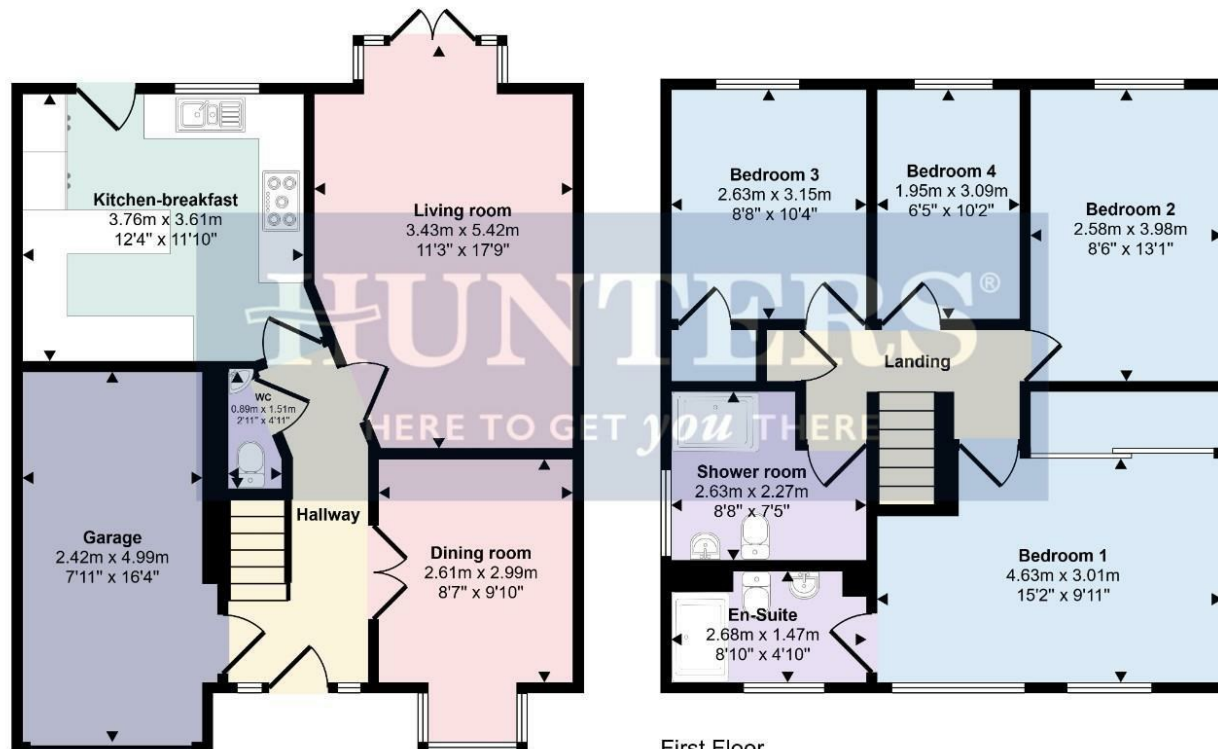 Kitchen-breakfast
3.76m x 3.61m
12'4" x 11'10"
Living room
3.43m x 5.42m
11'3" x 17'9"
WC
0.89m x 1.51m
2'11" x 4'11"
Hallway
Garage
2.42m x 4.99m
7'11" x 16'4"
Dining room
2.61m x 2.99m
8'7" x 9'10"
Bedroom 3
2.63m x 3.15m
8'8" x 10'4"
Bedroom 4
1.95m x 3.09m
6'5" x 10'2"
Bedroom 2
2.58m x 3.98m
8'6" x 13'1"
Landing
Shower room
2.63m x 2.27m
8'8" x 7'5"
En-Suite
2.68m x 1.47m
8'10" x 4'10"
Bedroom 1
4.63m x 3.01m
15'2" x 9'11"
First Floor
HUNTERS®
HERE TO GET you THERE